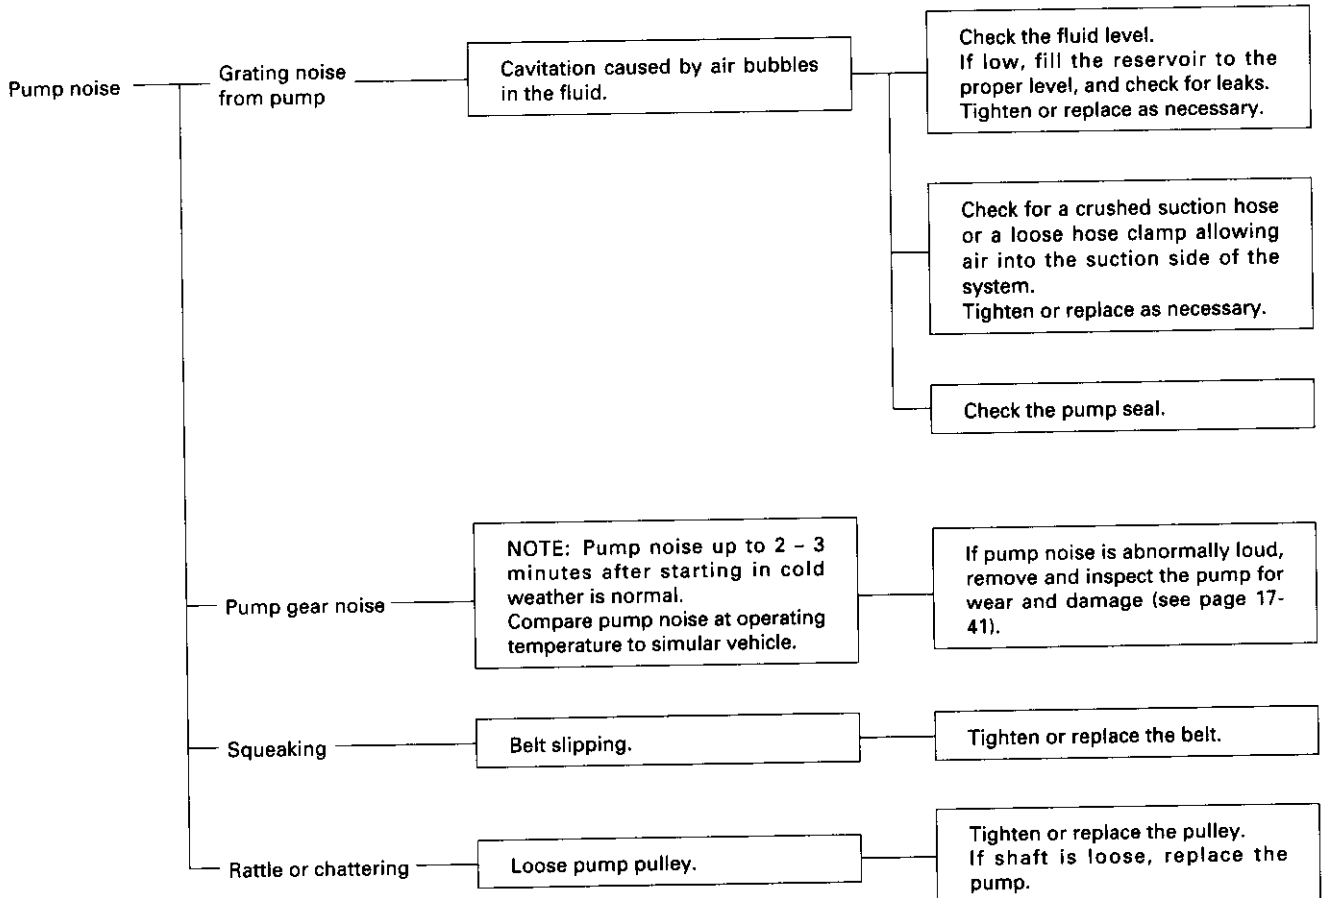 Pump noise
Grating noise
from pump
Cavitation caused by air bubbles
in the fluid.
Check the fluid level.
If low, fill the reservoir to the
proper level, and check for leaks.
Tighten or replace as necessary.
Check for a crushed suction hose
or a loose hose clamp allowing
air into the suction side of the
system.
Tighten or replace as necessary.
Check the pump seal.
Pump gear noise
NOTE: Pump noise up to 2 – 3
minutes after starting in cold
weather is normal.
Compare pump noise at operating
temperature to simular vehicle.
If pump noise is abnormally loud,
remove and inspect the pump for
wear and damage (see page 17-
41).
Squeaking
Belt slipping.
Tighten or replace the belt.
Rattle or chattering
Loose pump pulley.
Tighten or replace the pulley.
If shaft is loose, replace the
pump.